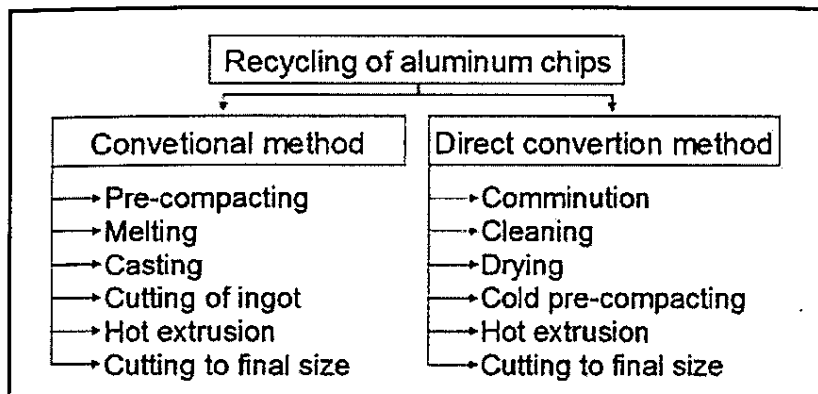 Recycling of aluminum chips
Convetional method
Pre-compacting
Melting
Casting
Cutting of ingot
Hot extrusion
Cutting to final size
Direct convertion method
Comminution
Cleaning
Drying
Cold pre-compacting
Hot extrusion
Cutting to final size